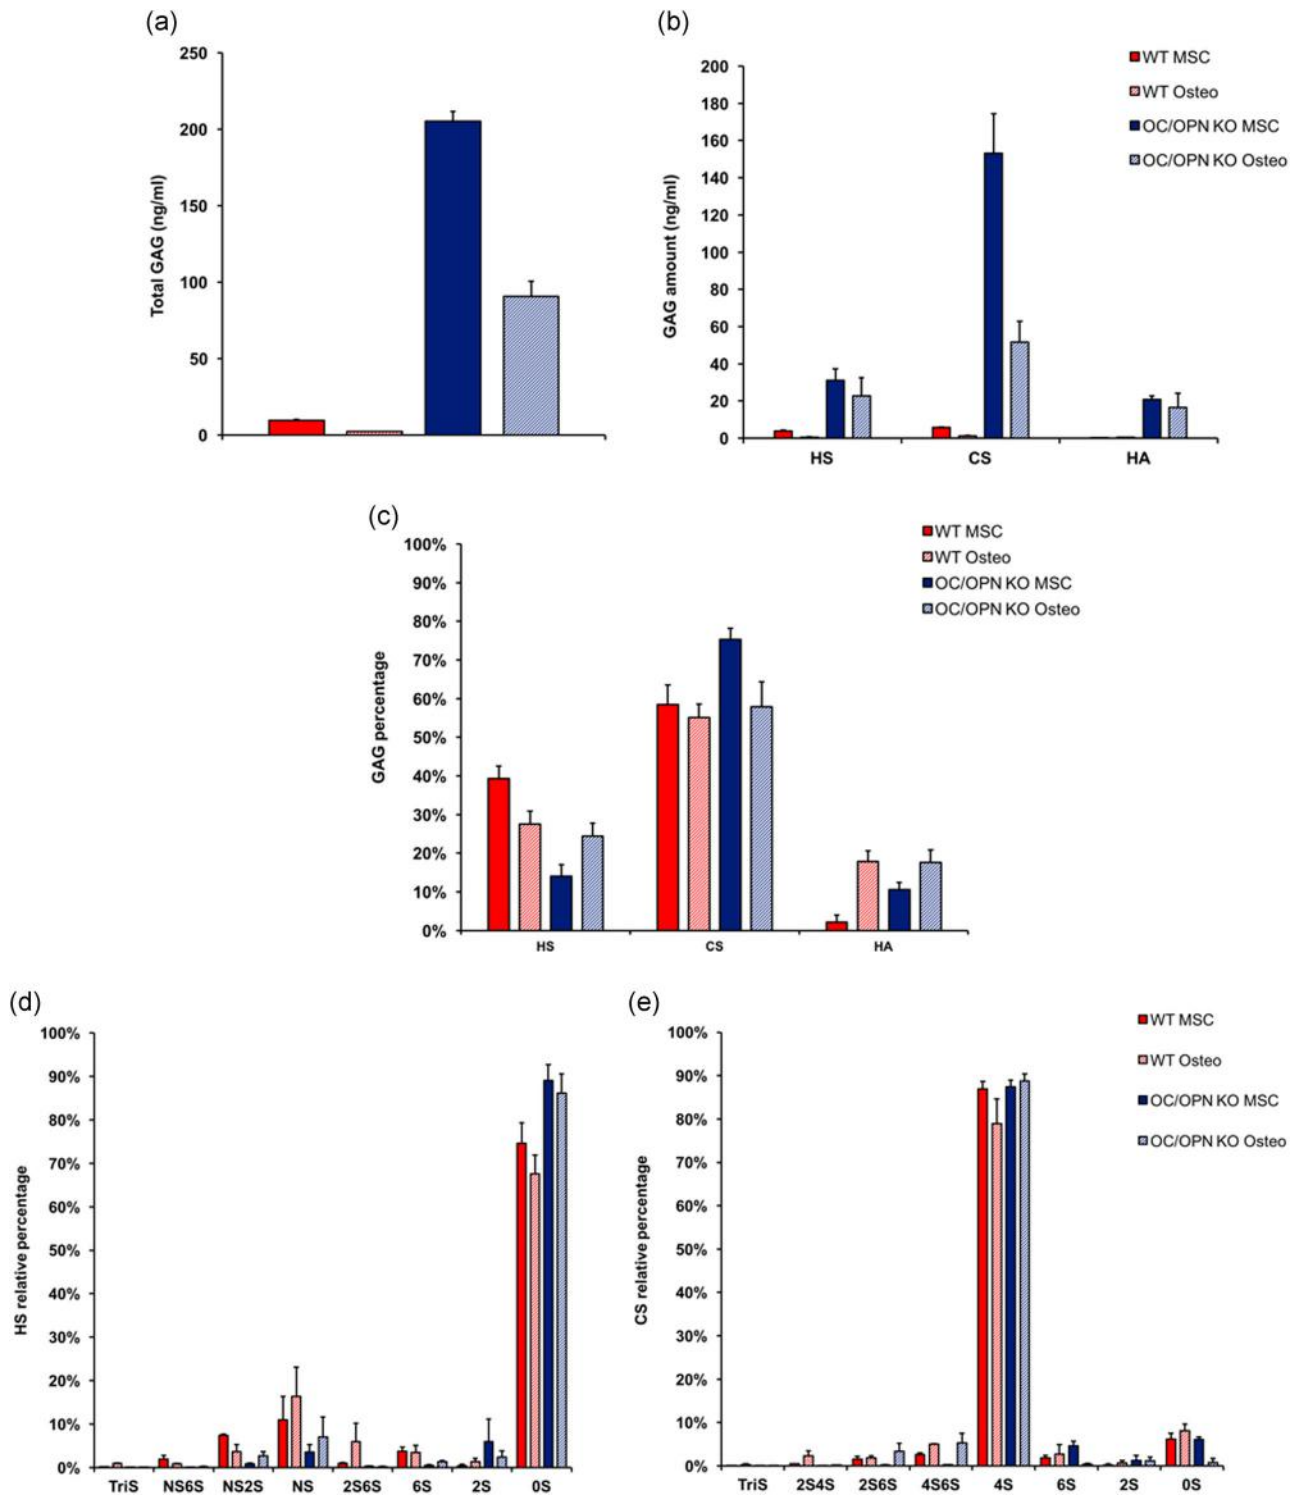 (a)
250
200
150
100
50
0
Total GAG (ng/ml)
(b)
200
180
160
140
120
100
80
60
40
20
0
GAG amount (ng/ml)
HS CS HA
WT MSC
WT Osteo
OC/OPN KO MSC
OC/OPN KO Osteo
(c)
100%
90%
80%
70%
60%
50%
40%
30%
20%
10%
0%
GAG percentage
HS CS HA
WT MSC
WT Osteo
OC/OPN KO MSC
OC/OPN KO Osteo
(d)
100%
90%
80%
70%
60%
50%
40%
30%
20%
10%
0%
HS relative percentage
TriS NS6S NS2S NS 2S6S 6S 2S 0S
(e)
100%
90%
80%
70%
60%
50%
40%
30%
20%
10%
0%
CS relative percentage
TriS 2S4S 2S6S 4S6S 4S 6S 2S 0S
WT MSC
WT Osteo
OC/OPN KO MSC
OC/OPN KO Osteo